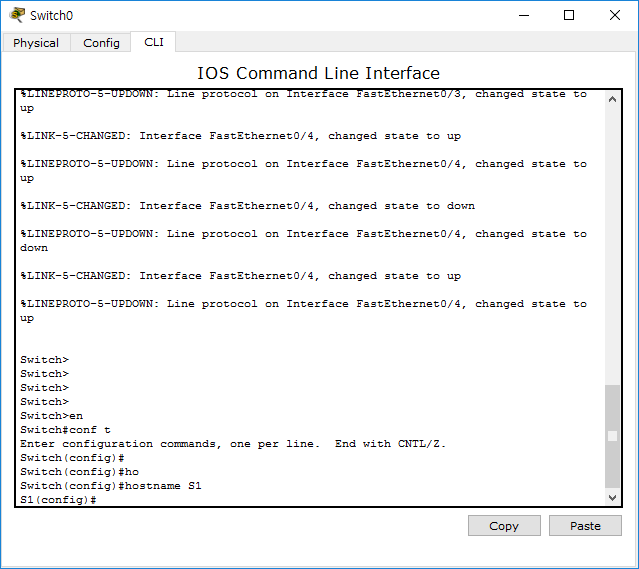 Switch0
Physical Config CLI
IOS Command Line Interface
%LINEPROTO-5-UPDOWN: Line protocol on Interface FastEthernet0/3, changed state to
up
%LINK-5-CHANGED: Interface FastEthernet0/4, changed state to up
%LINEPROTO-5-UPDOWN: Line protocol on Interface FastEthernet0/4, changed state to
up
%LINK-5-CHANGED: Interface FastEthernet0/4, changed state to down
%LINEPROTO-5-UPDOWN: Line protocol on Interface FastEthernet0/4, changed state to
down
%LINK-5-CHANGED: Interface FastEthernet0/4, changed state to up
%LINEPROTO-5-UPDOWN: Line protocol on Interface FastEthernet0/4, changed state to
up
Switch>
Switch>
Switch>
Switch>
Switch>en
Switch#conf t
Enter configuration commands, one per line.  End with CNTL/Z.
Switch(config)#
Switch(config)#ho
Switch(config)#hostname S1
S1(config)#
Copy Paste